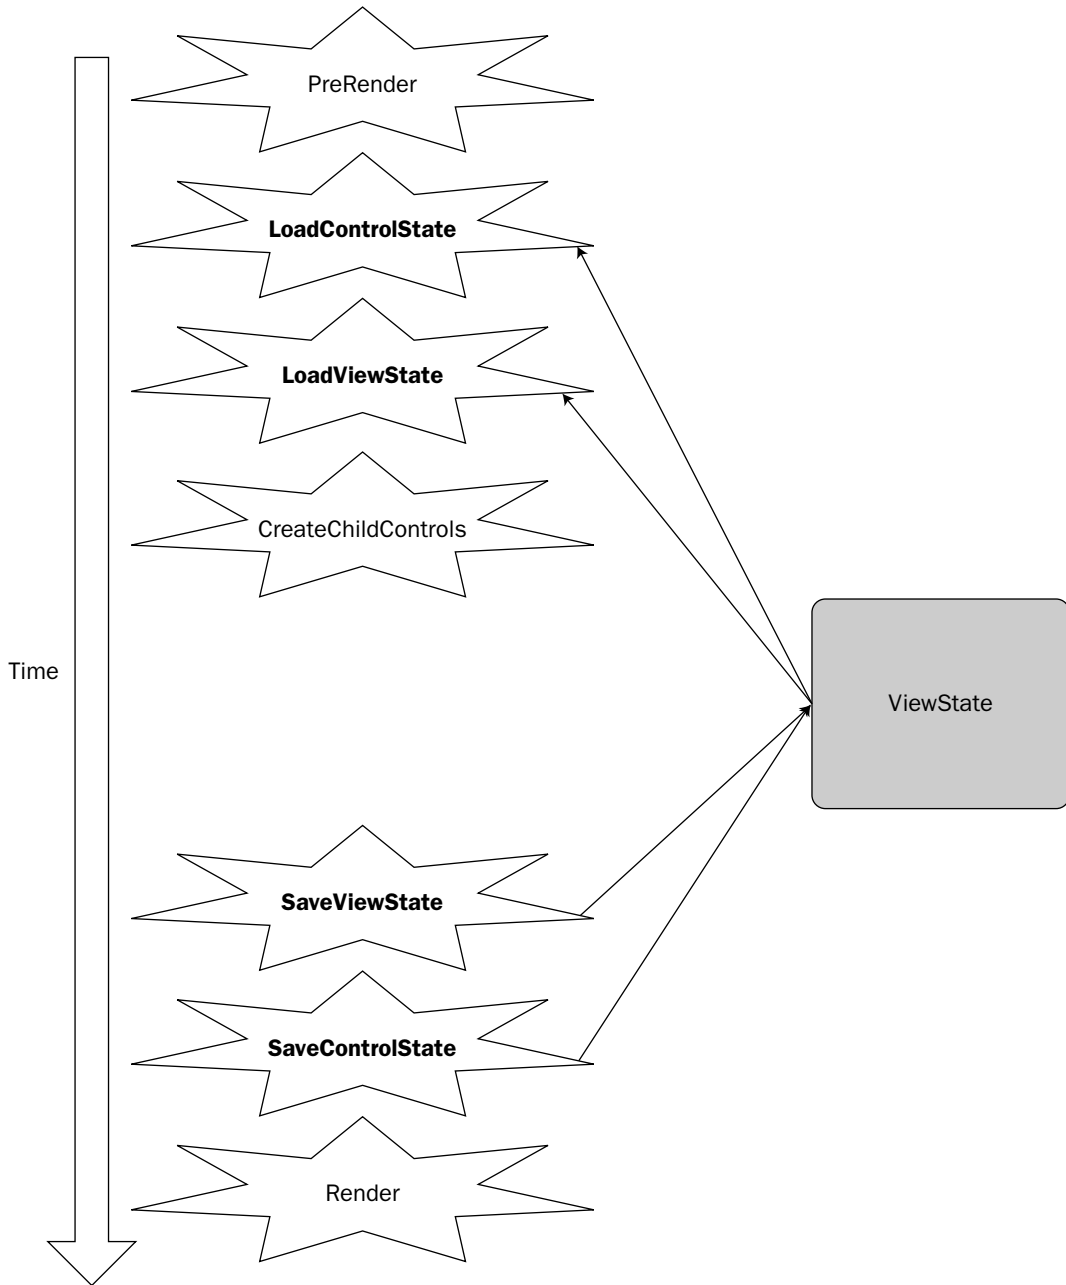 PreRender
LoadControlState
LoadViewState
CreateChildControls
Time
ViewState
SaveViewState
SaveControlState
Render